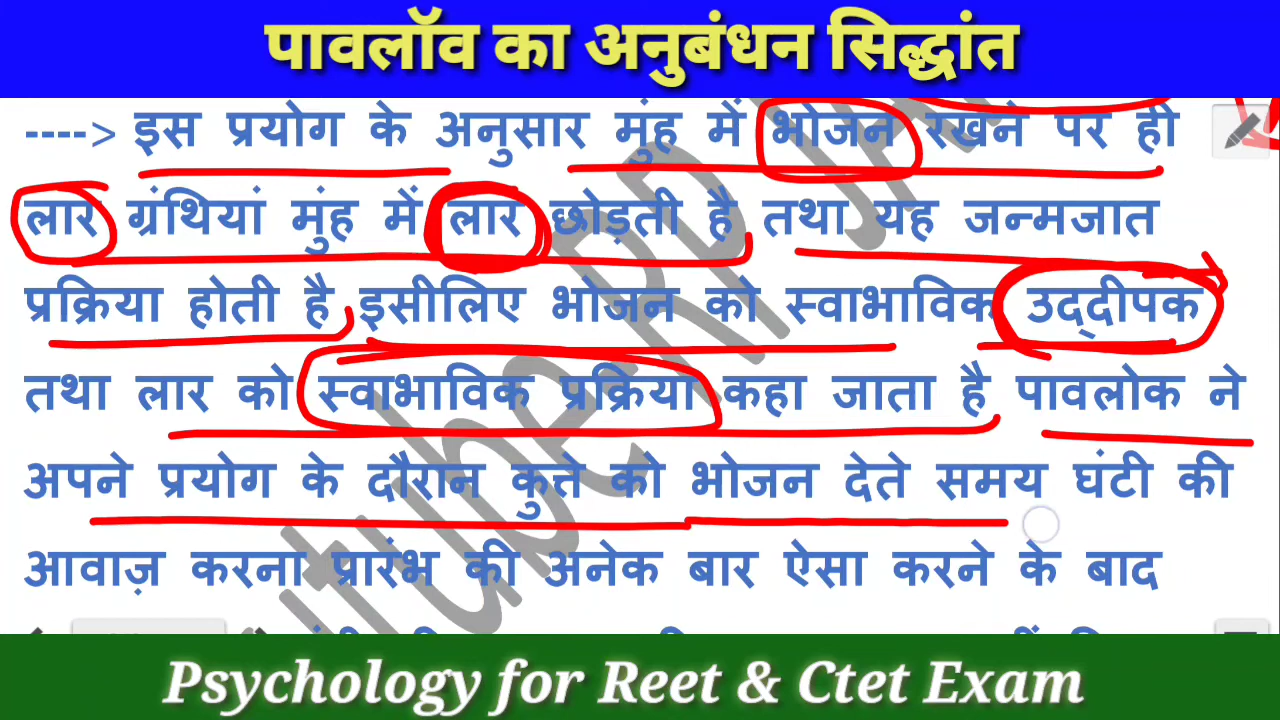 पावलॉव का अनुबंधन सिद्धांत
----> इस प्रयोग के अनुसार मुंह में भोजन रखने पर ही
लार ग्रंथियां मुंह में लार छोड़ती है तथा यह जन्मजात
प्रक्रिया होती है इसीलिए भोजन को स्वाभाविक उद्दीपक
तथा लार को स्वाभाविक प्रक्रिया कहा जाता है पावलोक ने
अपने प्रयोग के दौरान कुत्ते को भोजन देते समय घंटी की
आवाज़ करना प्रारंभ की अनेक बार ऐसा करने के बाद
Psychology for Reet & Ctet Exam